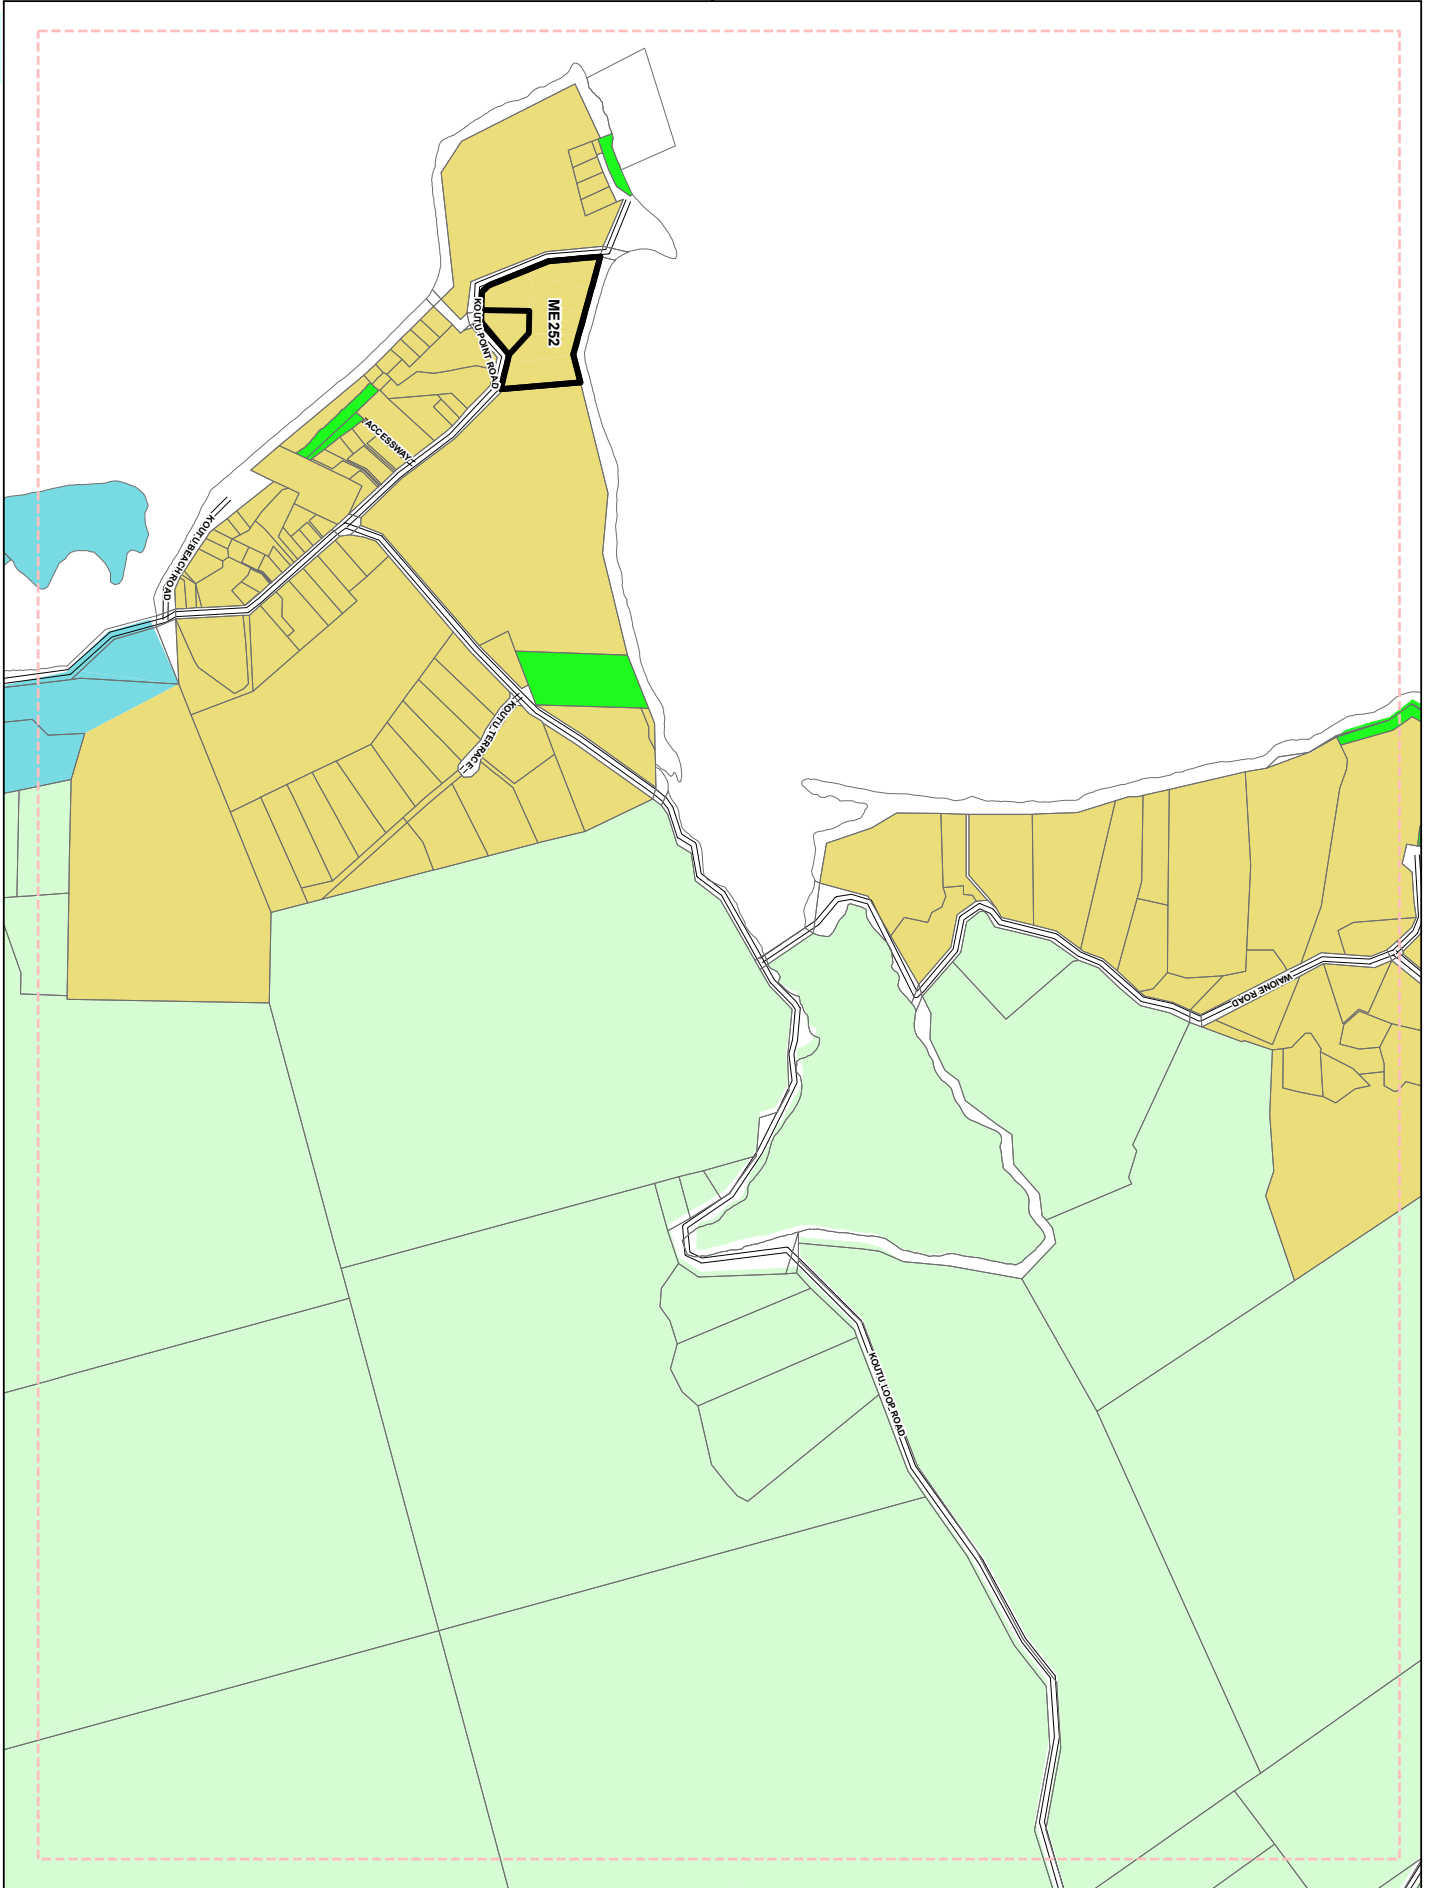 ME252
KOUTU POINT ROAD
ACCESSWAY
KOUTU BEACH ROAD
KOUTU TERRACE
WAIONE ROAD
KOUTU LOOP ROAD